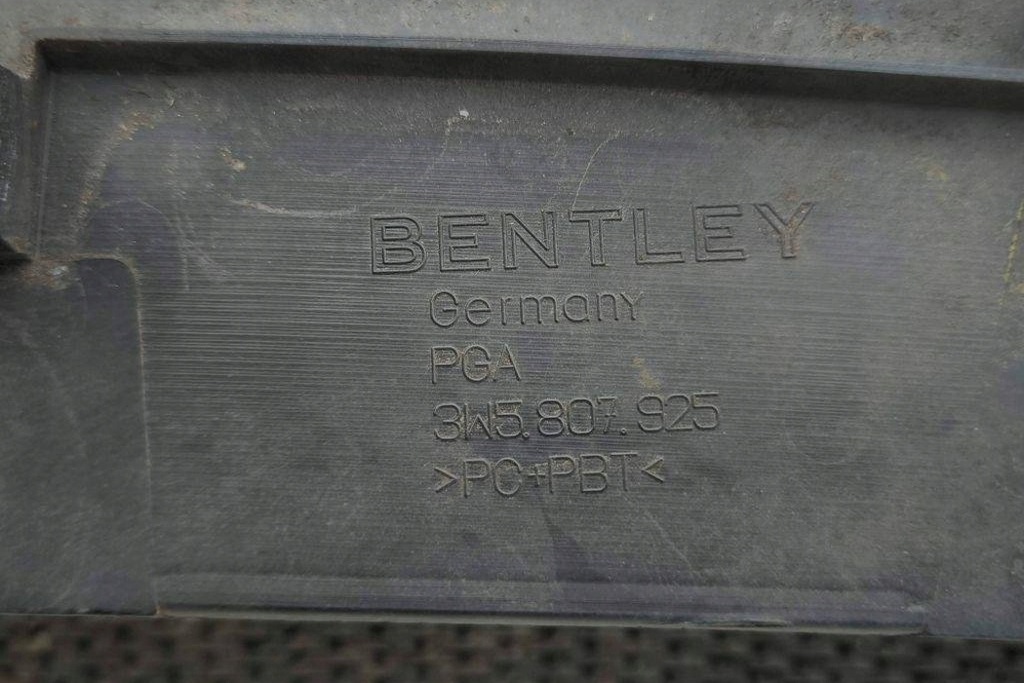 BENTLEY
Germany
PGA
3W5.807.925
>PC+PBT<